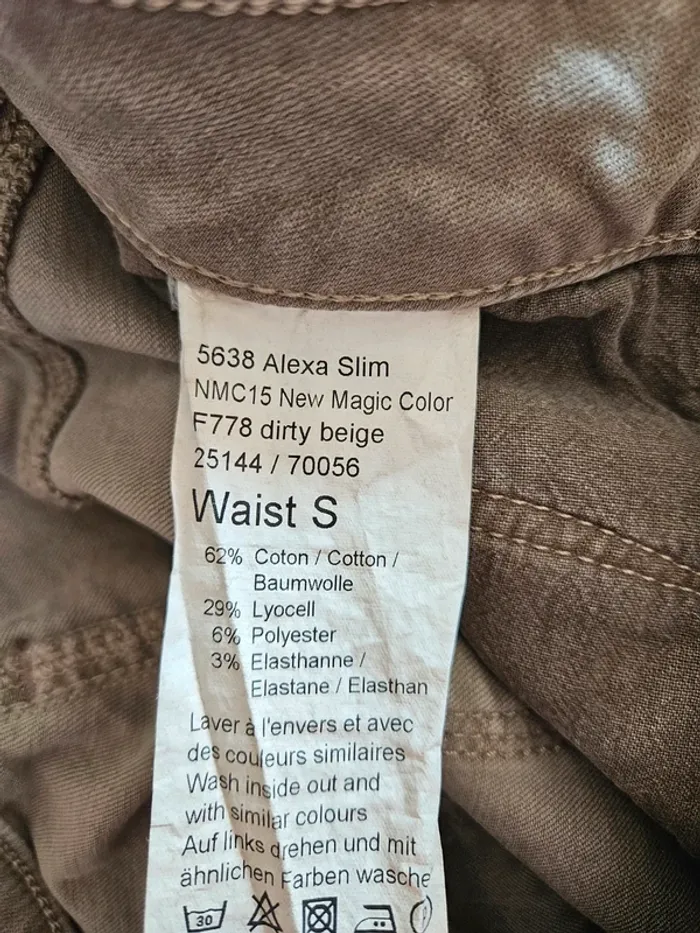 5638 Alexa Slim
NMC15 New Magic Color
F778 dirty beige
25144 / 70056
Waist S
62% Coton / Cotton /
Baumwolle
29% Lyocell
6% Polyester
3% Elasthanne /
Elastane / Elasthan
Laver à l'envers et avec
des couleurs similaires
Wash inside out and
with similar colours
Auf links drehen und mit
ähnlichen Farben wasche
30